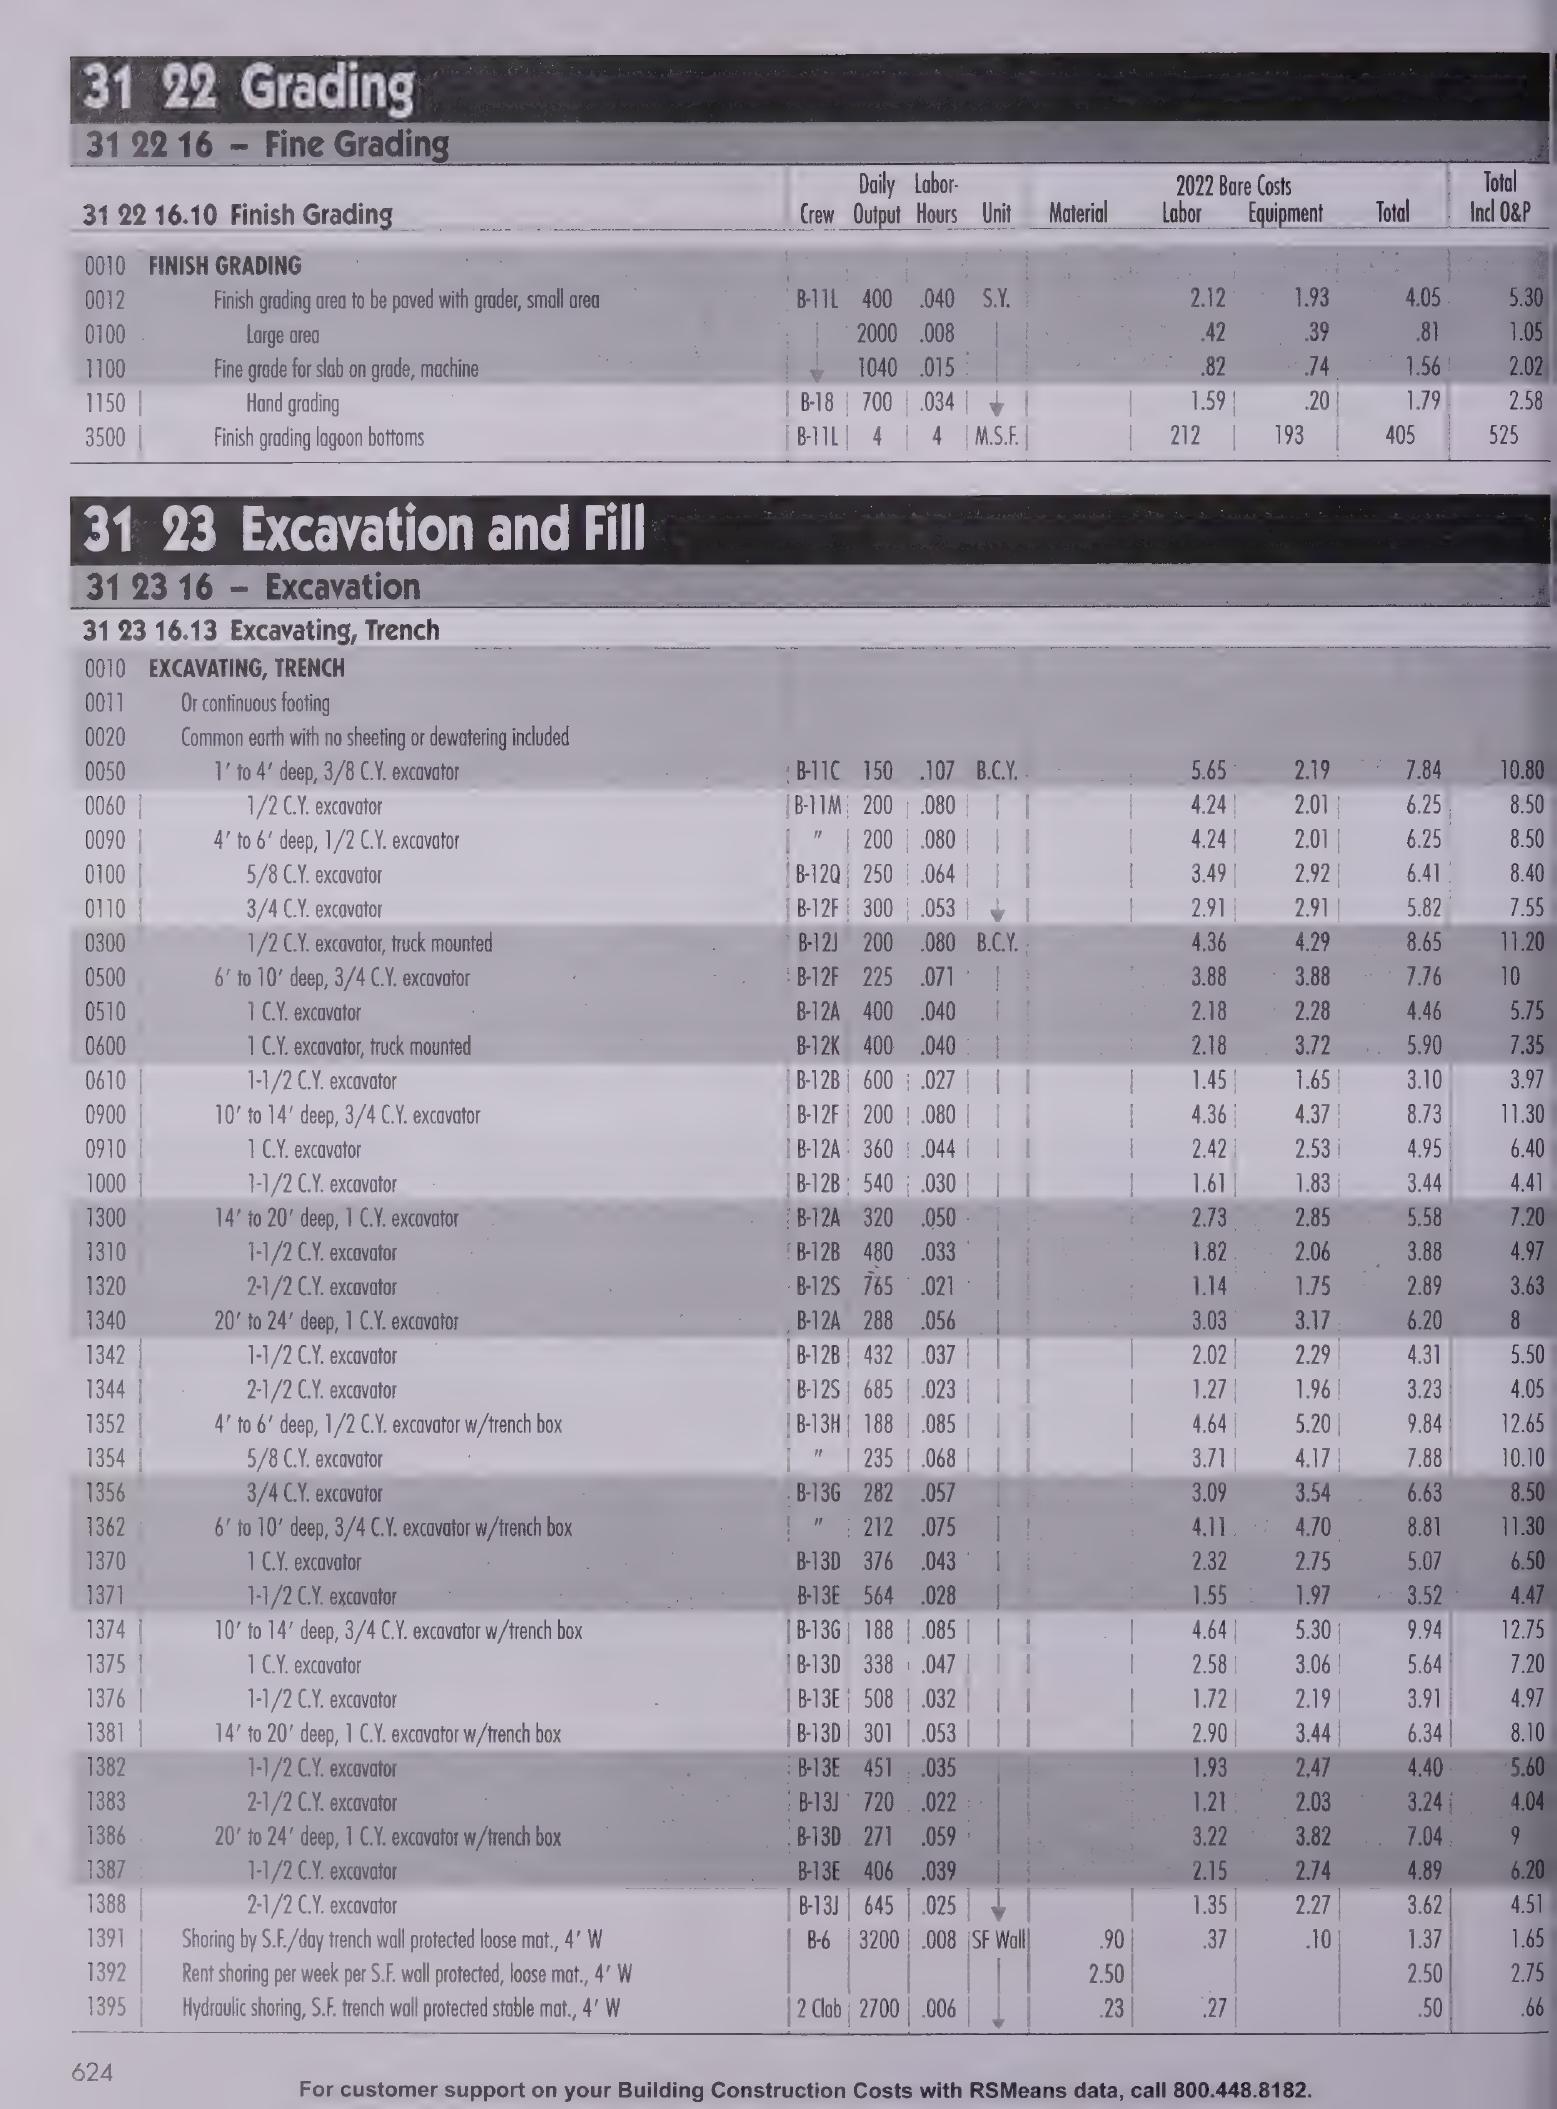 31 22 Grading
31 22 16 – Fine Grading
31 22 16.10 Finish Grading Crew Daily Output Labor-Hours Unit Material 2022 Bare Costs Labor Equipment Total Total Incl O&P
0010 FINISH GRADING
0012 Finish grading area to be paved with grader, small area B-11L 400 .040 S.Y. 2.12 1.93 4.05 5.30
0100 Large area 2000 .008 .42 .39 .81 1.05
1100 Fine grade for slab on grade, machine 1040 .015 .82 .74 1.56 2.02
1150 Hand grading B-18 700 .034 1.59 .20 1.79 2.58
3500 Finish grading lagoon bottoms B-11L 4 4 M.S.F. 212 193 405 525
31 23 Excavation and Fill
31 23 16 – Excavation
31 23 16.13 Excavating, Trench
0010 EXCAVATING, TRENCH
0011 Or continuous footing
0020 Common earth with no sheeting or dewatering included
0050 1' to 4' deep, 3/8 C.Y. excavator B-11C 150 .107 B.C.Y. 5.65 2.19 7.84 10.80
0060 1/2 C.Y. excavator B-11M 200 .080 4.24 2.01 6.25 8.50
0090 4' to 6' deep, 1/2 C.Y. excavator " 200 .080 4.24 2.01 6.25 8.50
0100 5/8 C.Y. excavator B-12Q 250 .064 3.49 2.92 6.41 8.40
0110 3/4 C.Y. excavator B-12F 300 .053 2.91 2.91 5.82 7.55
0300 1/2 C.Y. excavator, truck mounted B-12J 200 .080 B.C.Y. 4.36 4.29 8.65 11.20
0500 6' to 10' deep, 3/4 C.Y. excavator B-12F 225 .071 3.88 3.88 7.76 10
0510 1 C.Y. excavator B-12A 400 .040 2.18 2.28 4.46 5.75
0600 1 C.Y. excavator, truck mounted B-12K 400 .040 2.18 3.72 5.90 7.35
0610 1-1/2 C.Y. excavator B-12B 600 .027 1.45 1.65 3.10 3.97
0900 10' to 14' deep, 3/4 C.Y. excavator B-12F 200 .080 4.36 4.37 8.73 11.30
0910 1 C.Y. excavator B-12A 360 .044 2.42 2.53 4.95 6.40
1000 1-1/2 C.Y. excavator B-12B 540 .030 1.61 1.83 3.44 4.41
1300 14' to 20' deep, 1 C.Y. excavator B-12A 320 .050 2.73 2.85 5.58 7.20
1310 1-1/2 C.Y. excavator B-12B 480 .033 1.82 2.06 3.88 4.97
1320 2-1/2 C.Y. excavator B-12S 765 .021 1.14 1.75 2.89 3.63
1340 20' to 24' deep, 1 C.Y. excavator B-12A 288 .056 3.03 3.17 6.20 8
1342 1-1/2 C.Y. excavator B-12B 432 .037 2.02 2.29 4.31 5.50
1344 2-1/2 C.Y. excavator B-12S 685 .023 1.27 1.96 3.23 4.05
1352 4' to 6' deep, 1/2 C.Y. excavator w/trench box B-13H 188 .085 4.64 5.20 9.84 12.65
1354 5/8 C.Y. excavator " 235 .068 3.71 4.17 7.88 10.10
1356 3/4 C.Y. excavator B-13G 282 .057 3.09 3.54 6.63 8.50
1362 6' to 10' deep, 3/4 C.Y. excavator w/trench box " 212 .075 4.11 4.70 8.81 11.30
1370 1 C.Y. excavator B-13D 376 .043 2.32 2.75 5.07 6.50
1371 1-1/2 C.Y. excavator B-13E 564 .028 1.55 1.97 3.52 4.47
1374 10' to 14' deep, 3/4 C.Y. excavator w/trench box B-13G 188 .085 4.64 5.30 9.94 12.75
1375 1 C.Y. excavator B-13D 338 .047 2.58 3.06 5.64 7.20
1376 1-1/2 C.Y. excavator B-13E 508 .032 1.72 2.19 3.91 4.97
1381 14' to 20' deep, 1 C.Y. excavator w/trench box B-13D 301 .053 2.90 3.44 6.34 8.10
1382 1-1/2 C.Y. excavator B-13E 451 .035 1.93 2.47 4.40 5.60
1383 2-1/2 C.Y. excavator B-13J 720 .022 1.21 2.03 3.24 4.04
1386 20' to 24' deep, 1 C.Y. excavator w/trench box B-13D 271 .059 3.22 3.82 7.04 9
1387 1-1/2 C.Y. excavator B-13E 406 .039 2.15 2.74 4.89 6.20
1388 2-1/2 C.Y. excavator B-13J 645 .025 1.35 2.27 3.62 4.51
1391 Shoring by S.F./day trench wall protected loose mat., 4' W B-6 3200 .008 SF Wall .90 .37 .10 1.37 1.65
1392 Rent shoring per week per S.F. wall protected, loose mat., 4' W 2.50 2.50 2.75
1395 Hydraulic shoring, S.F. trench wall protected stable mat., 4' W 2 Clab 2700 .006 .23 .27 .50 .66
624
For customer support on your Building Construction Costs with RSMeans data, call 800.448.8182.